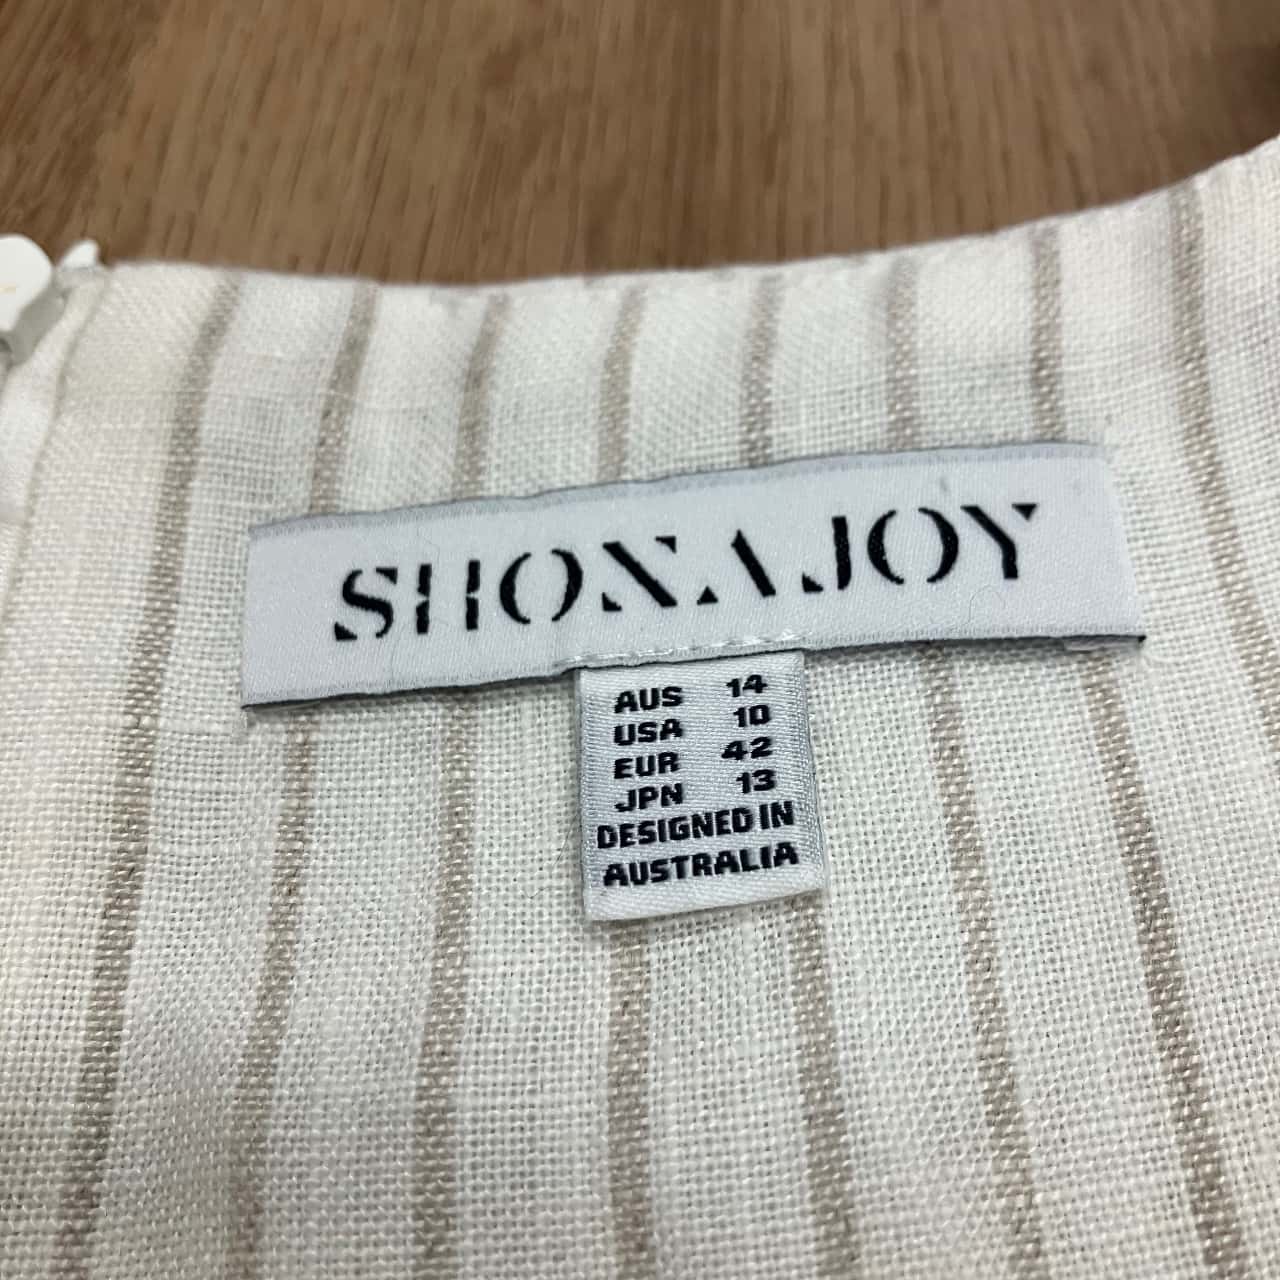 SHONA JOY
AUS 14
USA 10
EUR 42
JPN 13
DESIGNED IN
AUSTRALIA